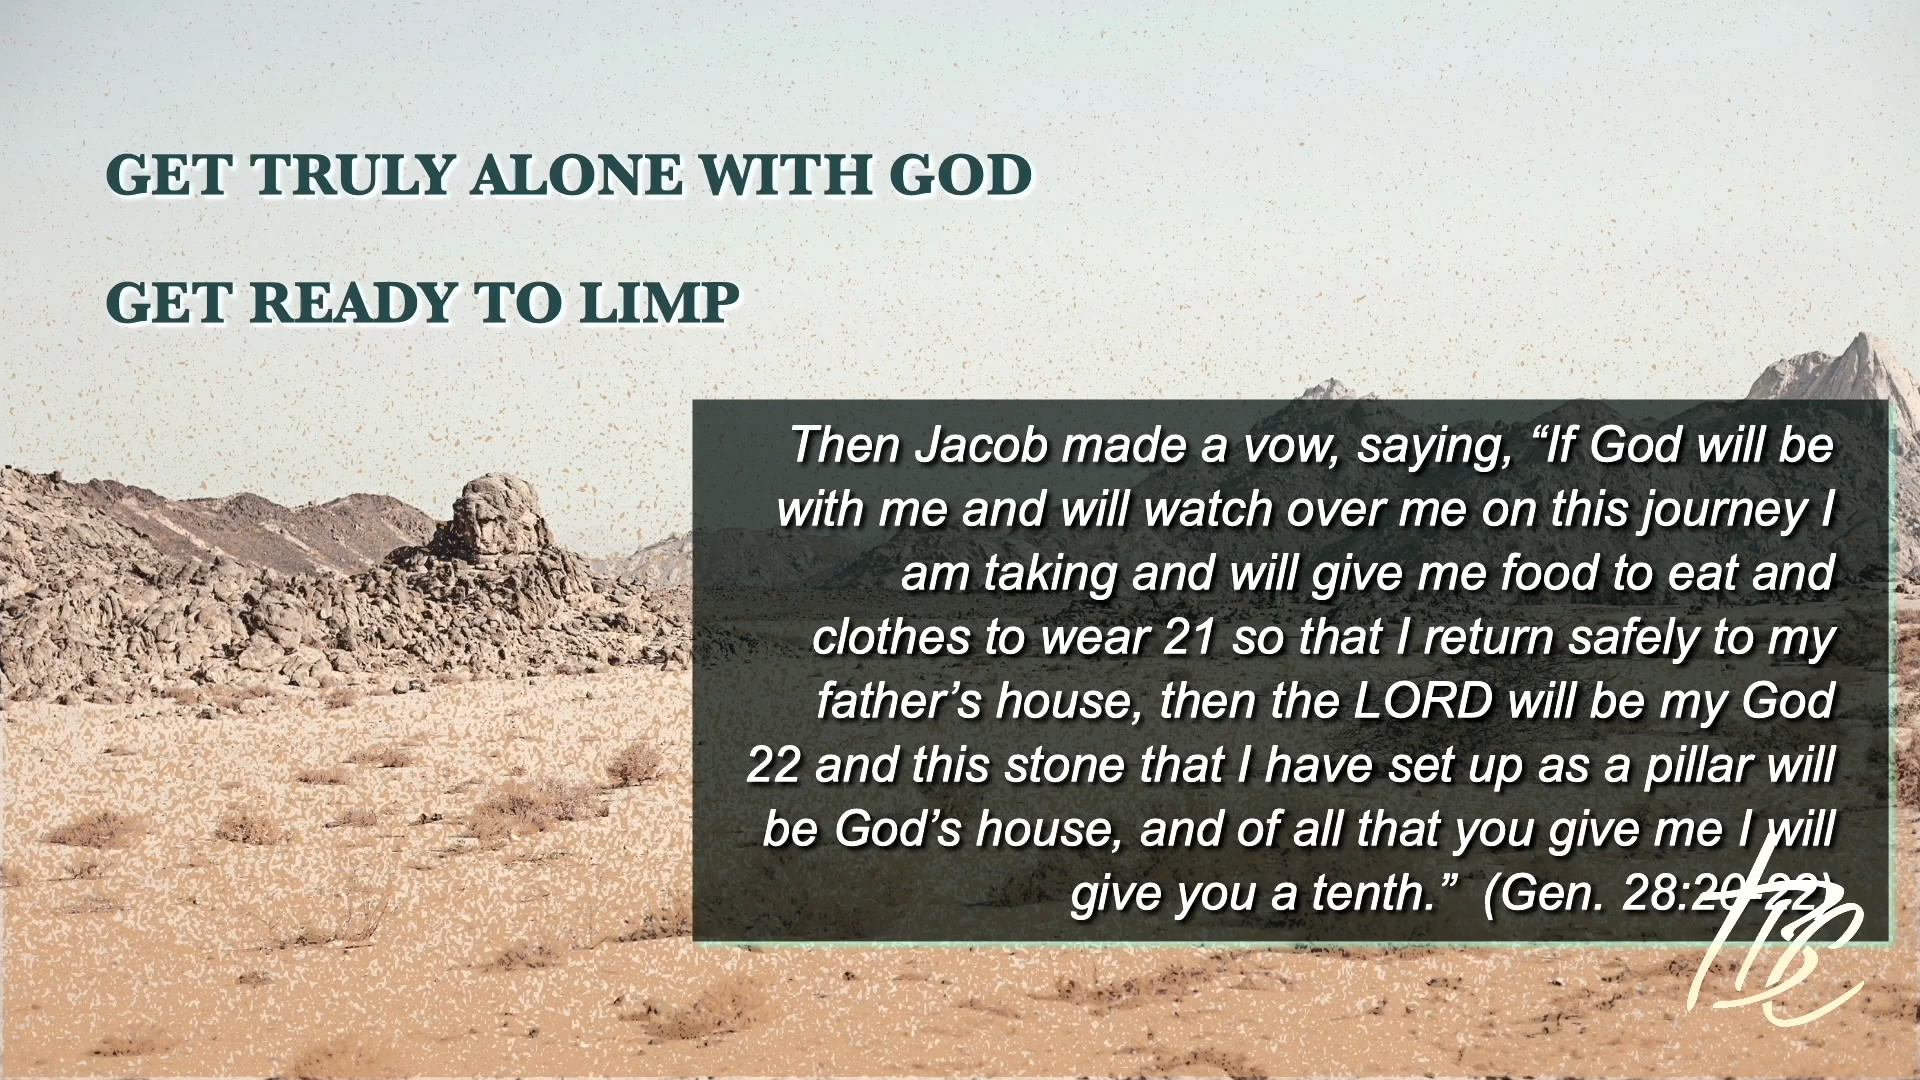 GET TRULY ALONE WITH GOD
GET READY TO LIMP
Then Jacob made a vow, saying, “If God will be
with me and will watch over me on this journey I
am taking and will give me food to eat and
clothes to wear 21 so that I return safely to my
father’s house, then the LORD will be my God
22 and this stone that I have set up as a pillar will
be God’s house, and of all that you give me I will
give you a tenth.”  (Gen. 28:20-22)